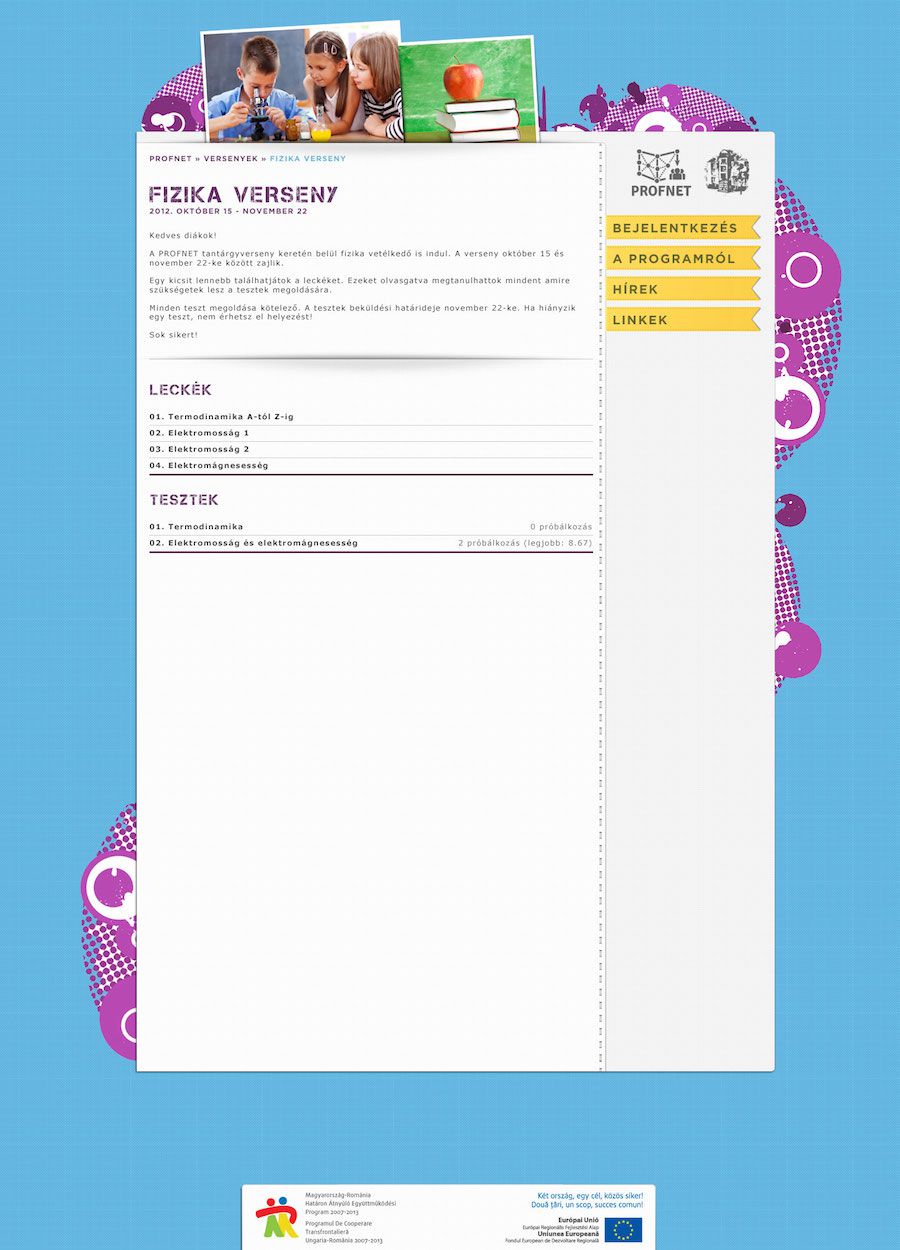 PROFNET » VERSENYEK » FIZIKA VERSENY
FIZIKA VERSENY
2012. OKTÓBER 15 - NOVEMBER 22
Kedves diákok!
A PROFNET tantárgyverseny keretén belül fizika vetélkedő is indul. A verseny október 15 és
november 22-ke között zajlik.
Egy kicsit lennebb találhatjátok a leckéket. Ezeket olvasgatva megtanulhattok mindent amire
szükségetek lesz a tesztek megoldására.
Minden teszt megoldása kötelező. A tesztek beküldési határideje november 22-ke. Ha hiányzik
egy teszt, nem érhetsz el helyezést!
Sok sikert!
LECKÉK
01. Termodinamika A-tól Z-ig
02. Elektromosság 1
03. Elektromosság 2
04. Elektromágnesesség
TESZTEK
01. Termodinamika 0 próbálkozás
02. Elektromosság és elektromágnesesség 2 próbálkozás (legjobb: 8.67)
PROFNET
BEJELENTKEZÉS
A PROGRAMRÓL
HÍREK
LINKEK
Magyarország-Románia
Határon Átnyúló Együttműködési
Program 2007-2013
Programul De Cooperare
Transfrontalieră
Ungaria-România 2007-2013
Két ország, egy cél, közös siker!
Două țări, un scop, succes comun!
Európai Unió
Európai Regionális Fejlesztési Alap
Uniunea Europeană
Fondul European de Dezvoltare Regională